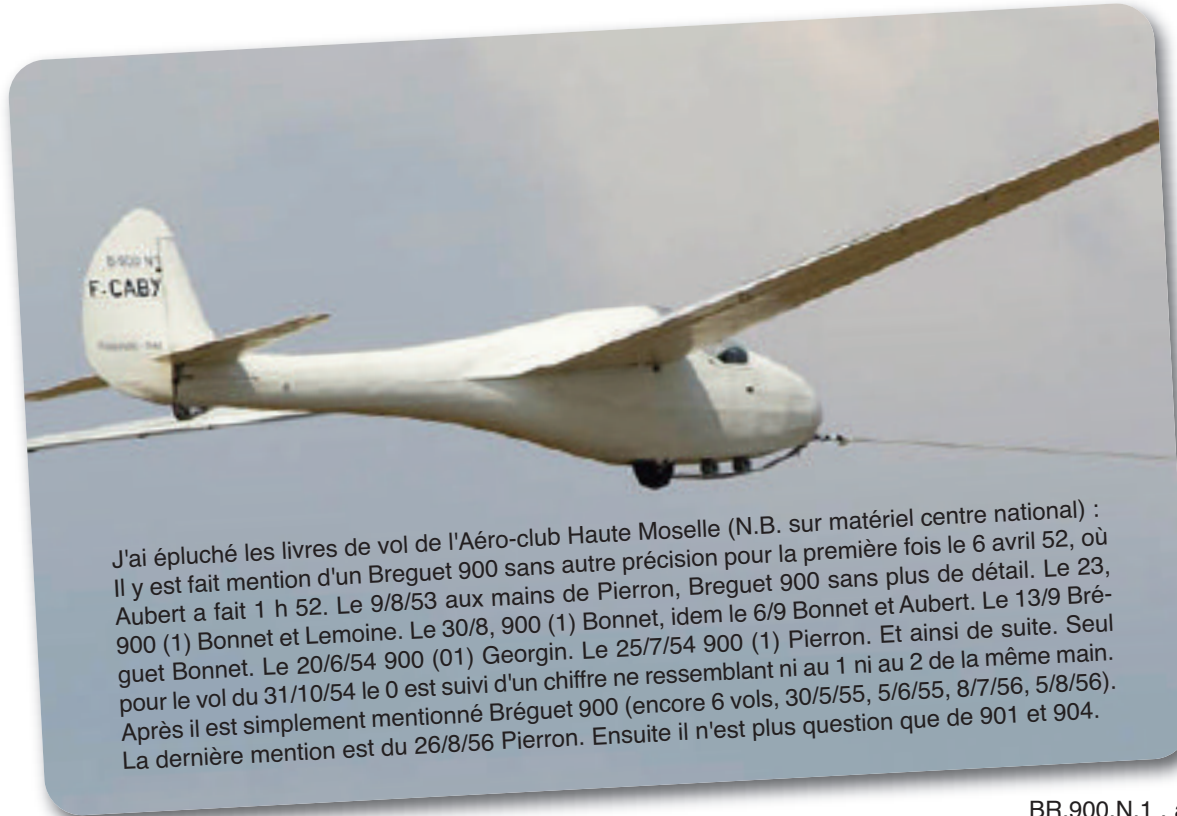 B-900 N°1
F-CABY
J'ai épluché les livres de vol de l'Aéro-club Haute Moselle (N.B. sur matériel centre national) :
Il y est fait mention d'un Breguet 900 sans autre précision pour la première fois le 6 avril 52, où
Aubert a fait 1 h 52. Le 9/8/53 aux mains de Pierron, Breguet 900 sans plus de détail. Le 23,
900 (1) Bonnet et Lemoine. Le 30/8, 900 (1) Bonnet, idem le 6/9 Bonnet et Aubert. Le 13/9 Bré-
guet Bonnet. Le 20/6/54 900 (01) Georgin. Le 25/7/54 900 (1) Pierron. Et ainsi de suite. Seul
pour le vol du 31/10/54 le 0 est suivi d'un chiffre ne ressemblant ni au 1 ni au 2 de la même main.
Après il est simplement mentionné Bréguet 900 (encore 6 vols, 30/5/55, 5/6/55, 8/7/56, 5/8/56).
La dernière mention est du 26/8/56 Pierron. Ensuite il n'est plus question que de 901 et 904.
BR.900.N.1 , a